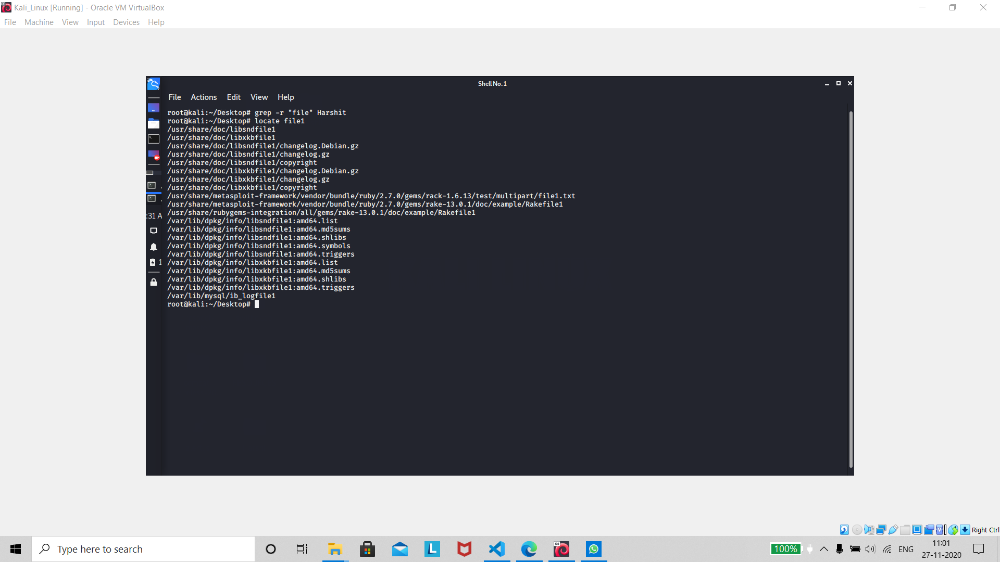 Kali_Linux [Running] - Oracle VM VirtualBox
File Machine View Input Devices Help
Shell No.1
File Actions Edit View Help
root@kali:~/Desktop# grep -r "file" Harshit
root@kali:~/Desktop# locate file1
/usr/share/doc/libsndfile1
/usr/share/doc/libxkbfile1
/usr/share/doc/libsndfile1/changelog.Debian.gz
/usr/share/doc/libsndfile1/changelog.gz
/usr/share/doc/libsndfile1/copyright
/usr/share/doc/libxkbfile1/changelog.Debian.gz
/usr/share/doc/libxkbfile1/changelog.gz
/usr/share/doc/libxkbfile1/copyright
/usr/share/metasploit-framework/vendor/bundle/ruby/2.7.0/gems/rack-1.6.13/test/multipart/file1.txt
/usr/share/metasploit-framework/vendor/bundle/ruby/2.7.0/gems/rake-13.0.1/doc/example/Rakefile1
/usr/share/rubygems-integration/all/gems/rake-13.0.1/doc/example/Rakefile1
/var/lib/dpkg/info/libsndfile1:amd64.list
/var/lib/dpkg/info/libsndfile1:amd64.md5sums
/var/lib/dpkg/info/libsndfile1:amd64.shlibs
/var/lib/dpkg/info/libsndfile1:amd64.symbols
/var/lib/dpkg/info/libsndfile1:amd64.triggers
/var/lib/dpkg/info/libxkbfile1:amd64.list
/var/lib/dpkg/info/libxkbfile1:amd64.md5sums
/var/lib/dpkg/info/libxkbfile1:amd64.shlibs
/var/lib/dpkg/info/libxkbfile1:amd64.triggers
/var/lib/mysql/ib_logfile1
root@kali:~/Desktop#
:31 A
1
Right Ctrl
Type here to search
L
64
100%
ENG
11:01
27-11-2020